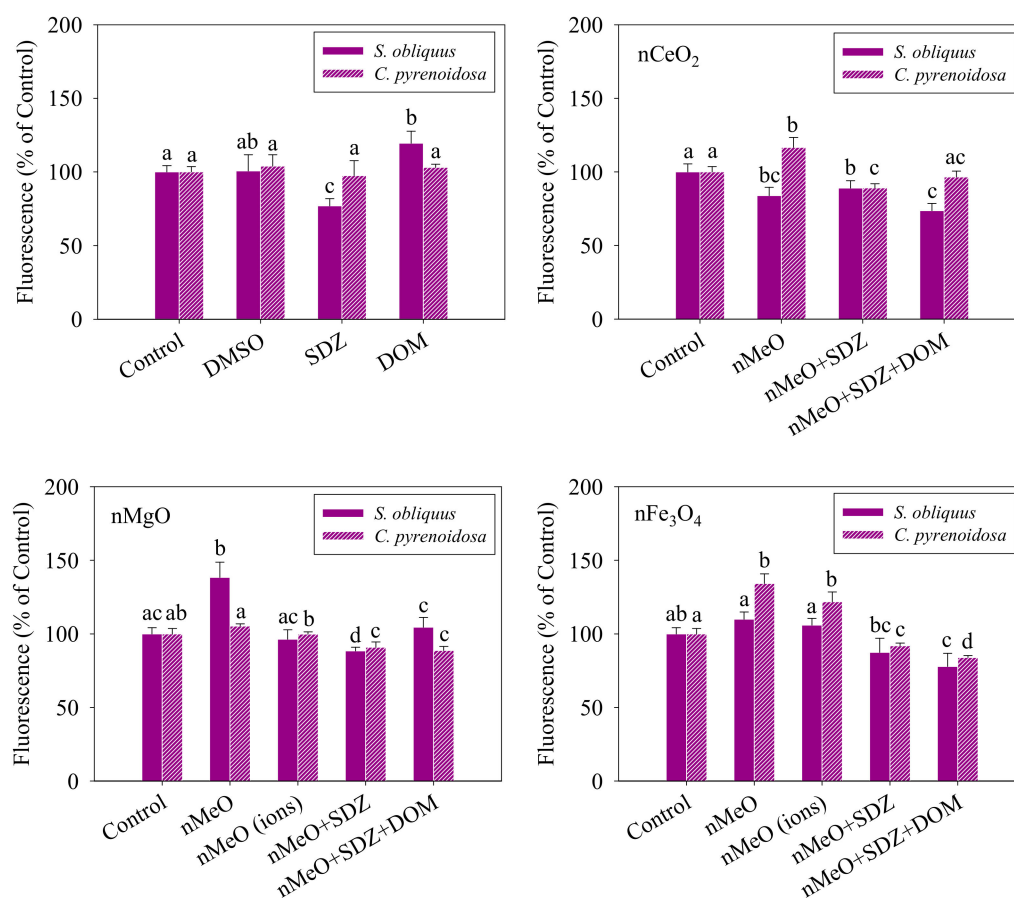 Fluorescence (% of Control)
200
150
100
50
0
S. obliquus
C. pyrenoidosa
a a
ab a
c a
b a
Control
DMSO
SDZ
DOM
Fluorescence (% of Control)
200
150
100
50
0
nCeO₂
S. obliquus
C. pyrenoidosa
a a
bc b
b c
c ac
Control
nMeO
nMeO+SDZ
nMeO+SDZ+DOM
Fluorescence (% of Control)
200
150
100
50
0
nMgO
S. obliquus
C. pyrenoidosa
ac ab
b a
ac b
d c
c c
Control
nMeO
nMeO (ions)
nMeO+SDZ
nMeO+SDZ+DOM
Fluorescence (% of Control)
200
150
100
50
0
nFe₃O₄
S. obliquus
C. pyrenoidosa
ab a
a b
a b
bc c
c d
Control
nMeO
nMeO (ions)
nMeO+SDZ
nMeO+SDZ+DOM